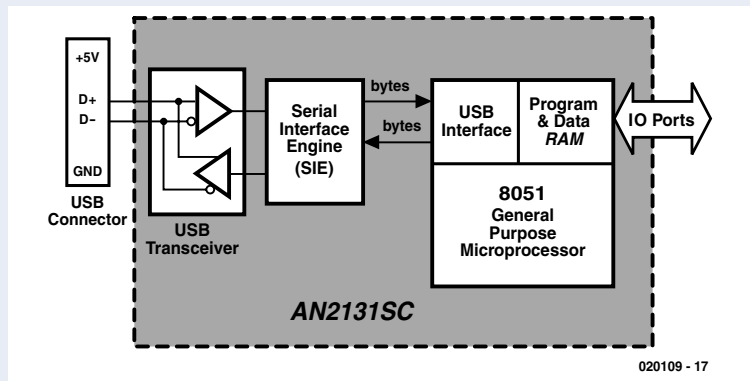 +5V
D+
D–
GND
USB
Connector
USB
Transceiver
Serial
Interface
Engine
(SIE)
bytes
bytes
USB
Interface
Program
& Data
RAM
8051
General
Purpose
Microprocessor
IO Ports
AN2131SC
020109 - 17